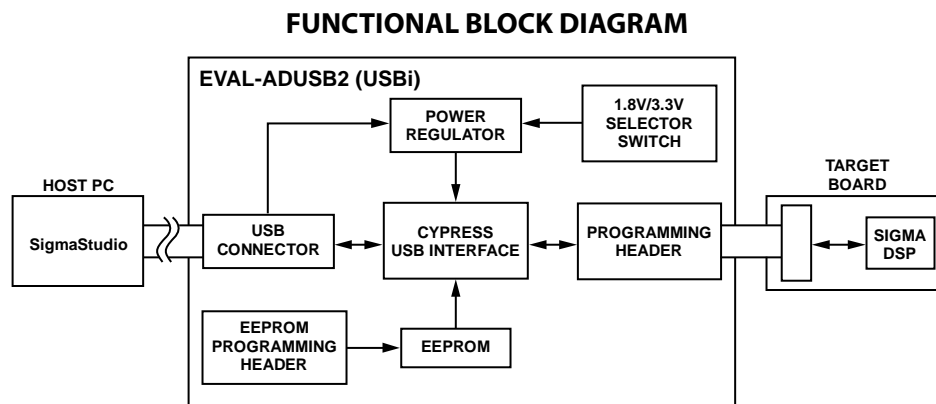 FUNCTIONAL BLOCK DIAGRAM
EVAL-ADUSB2 (USBi)
POWER
REGULATOR
1.8V/3.3V
SELECTOR
SWITCH
HOST PC
SigmaStudio
USB
CONNECTOR
CYPRESS
USB INTERFACE
PROGRAMMING
HEADER
TARGET
BOARD
SIGMA
DSP
EEPROM
PROGRAMMING
HEADER
EEPROM